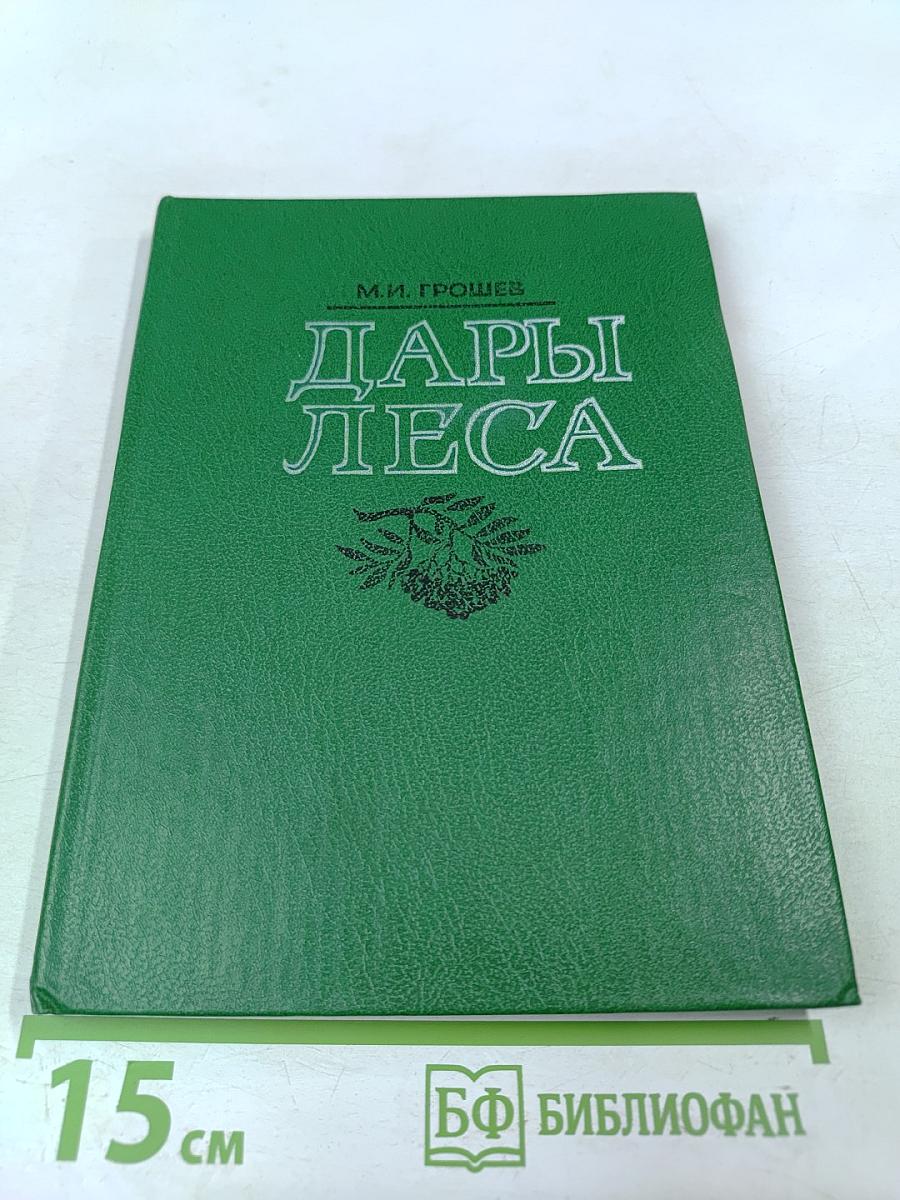 М.И. ГРОШЕВ
ДАРЫ
ЛЕСА
15 см
БФ БИБЛИОФАН